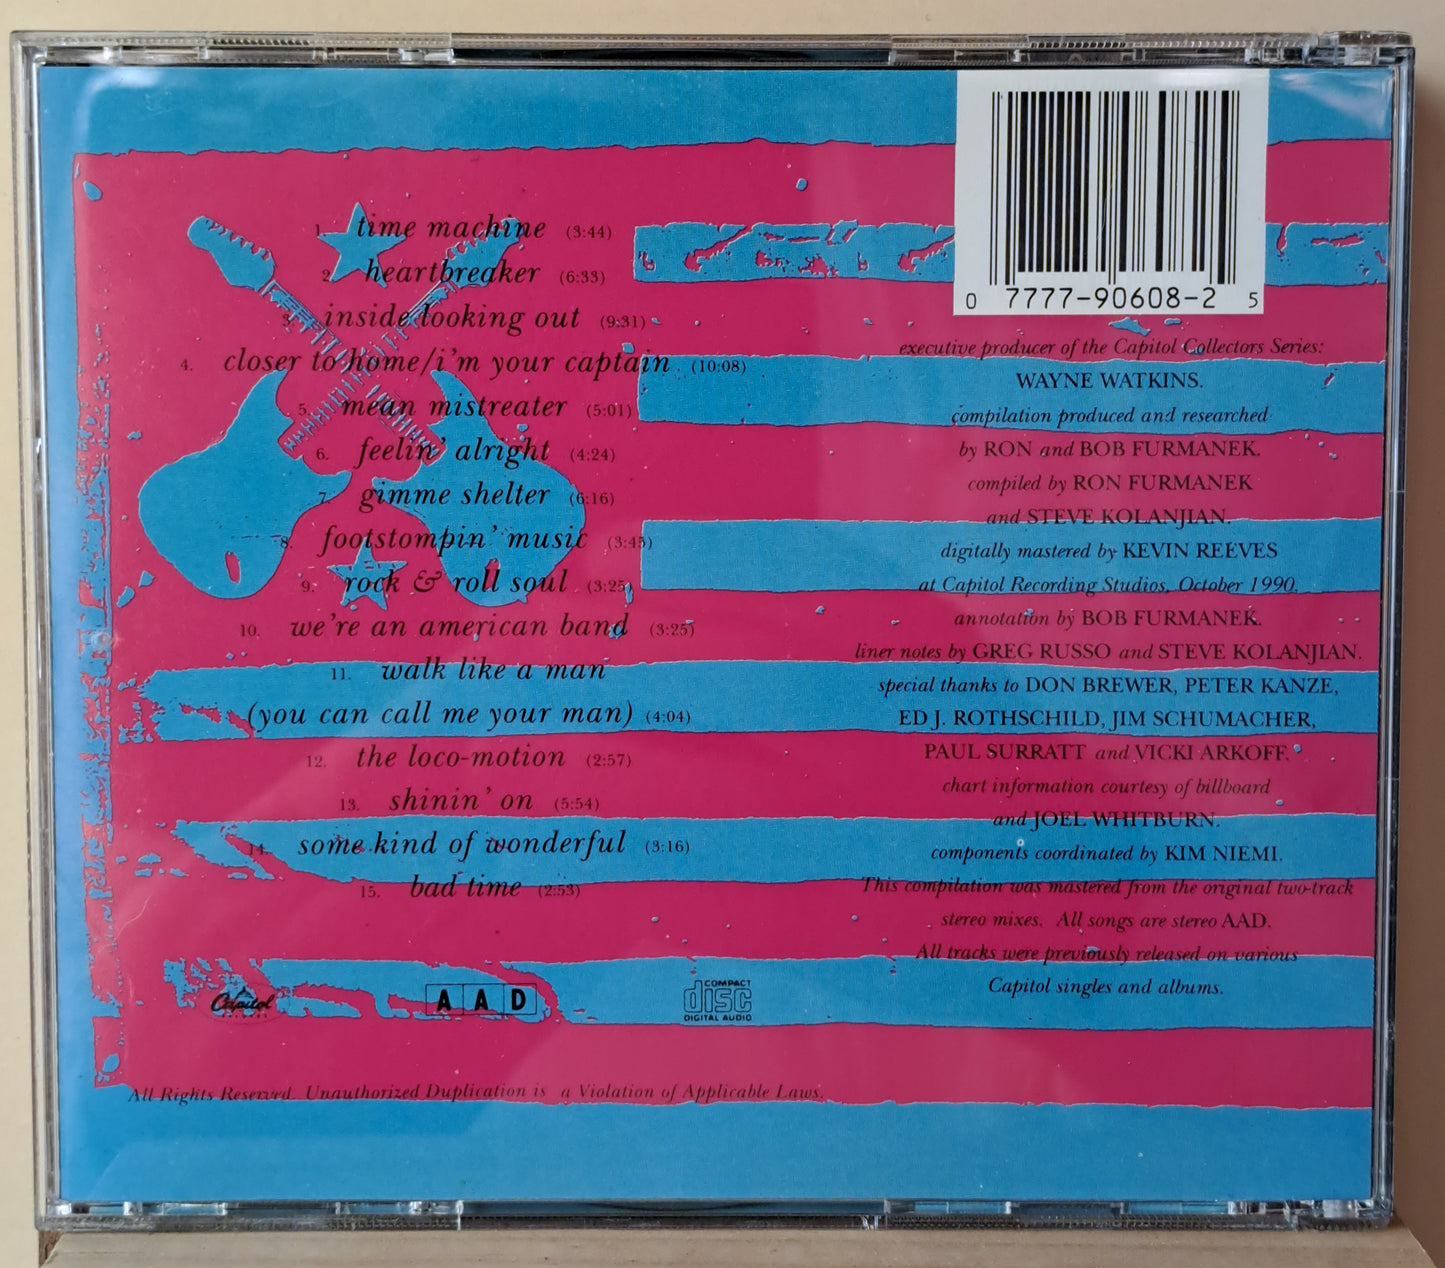 1. time machine (3:44)
2. heartbreaker (6:33)
3. inside looking out (9:31)
4. closer to home/i'm your captain (10:08)
5. mean mistreater (5:01)
6. feelin' alright (4:24)
7. gimme shelter (6:16)
8. footstompin' music (3:45)
9. rock & roll soul (3:25)
10. we're an american band (3:25)
11. walk like a man
(you can call me your man) (4:04)
12. the loco-motion (2:57)
13. shinin' on (5:54)
14. some kind of wonderful (3:16)
15. bad time (2:53)
Capitol
AAD
COMPACT
disc
DIGITAL AUDIO
All Rights Reserved. Unauthorized Duplication is a Violation of Applicable Laws.
0 7777-90608-2 5
executive producer of the Capitol Collectors Series:
WAYNE WATKINS.
compilation produced and researched
by RON and BOB FURMANEK.
compiled by RON FURMANEK
and STEVE KOLANJIAN.
digitally mastered by KEVIN REEVES
at Capitol Recording Studios, October 1990.
annotation by BOB FURMANEK.
liner notes by GREG RUSSO and STEVE KOLANJIAN.
special thanks to DON BREWER, PETER KANZE,
ED J. ROTHSCHILD, JIM SCHUMACHER,
PAUL SURRATT and VICKI ARKOFF.
chart information courtesy of billboard
and JOEL WHITBURN.
components coordinated by KIM NIEMI.
This compilation was mastered from the original two-track
stereo mixes. All songs are stereo AAD.
All tracks were previously released on various
Capitol singles and albums.